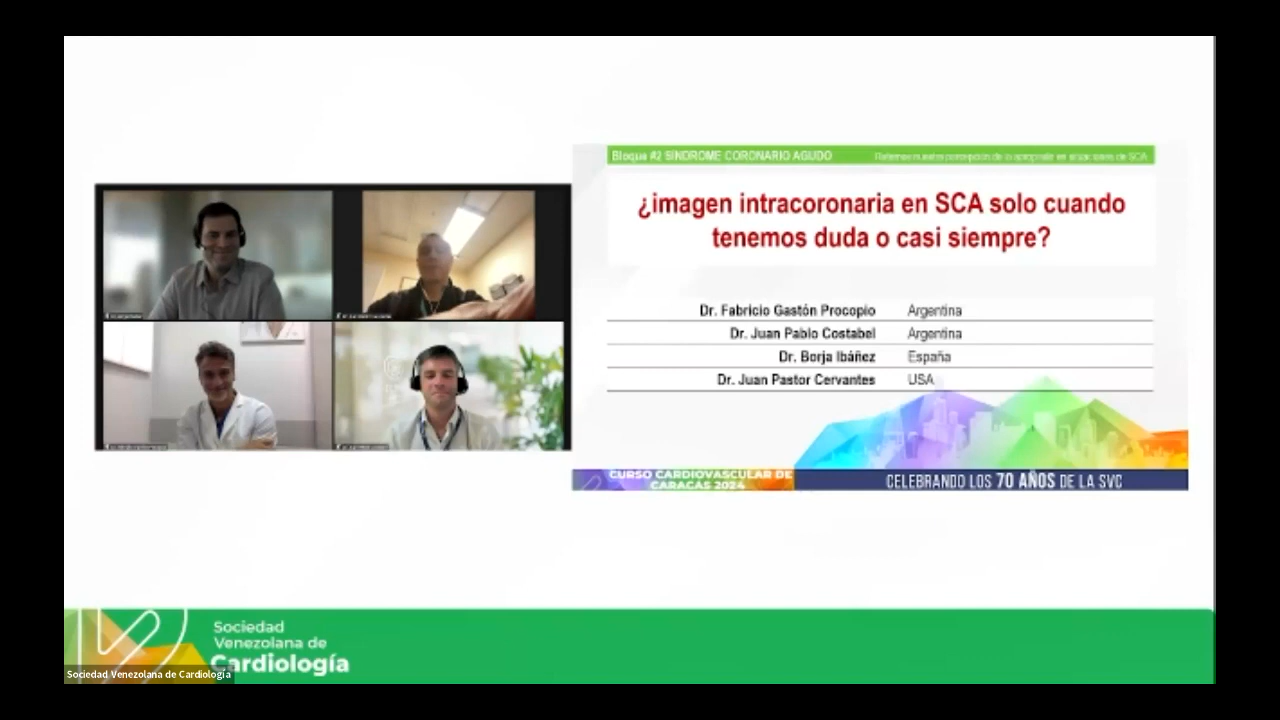 Bloque #2 SÍNDROME CORONARIO AGUDO
¿imagen intracoronaria en SCA solo cuando
tenemos duda o casi siempre?
Dr. Fabricio Gastón Procopio Argentina
Dr. Juan Pablo Costabel Argentina
Dr. Borja Ibáñez España
Dr. Juan Pastor Cervantes USA
CURSO CARDIOVASCULAR DE
CARACAS 2024
CELEBRANDO LOS 70 AÑOS DE LA SVC
Sociedad
Venezolana de
Cardiología
Sociedad Venezolana de Cardiología